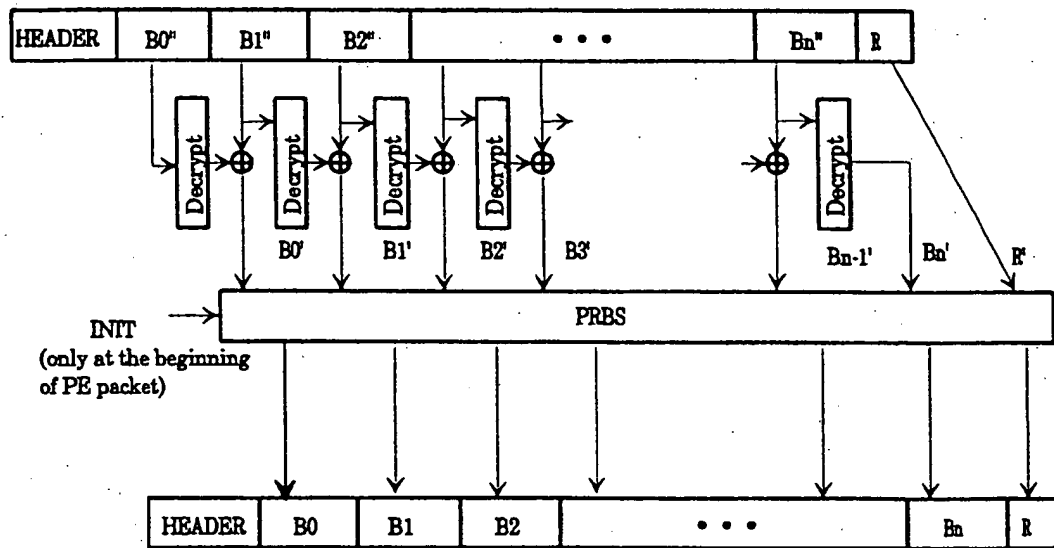 HEADER B0" B1" B2" • • • Bn" R
Decrypt Decrypt Decrypt Decrypt Decrypt
B0' B1' B2' B3' Bn-1' Bn' R'
PRBS
INIT
(only at the beginning
of PE packet)
HEADER B0 B1 B2 • • • Bn R